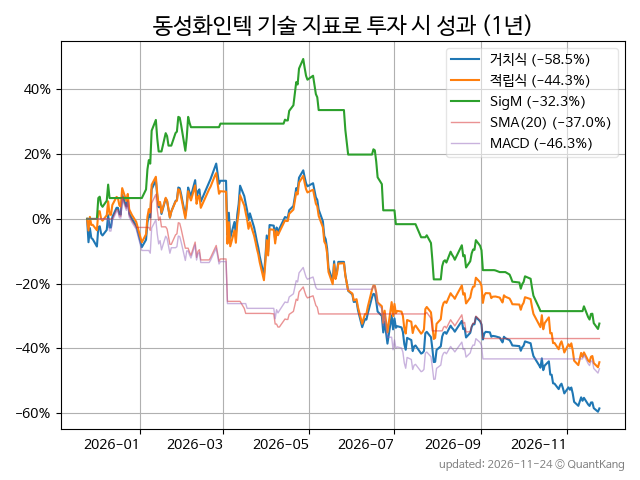 동성화인텍 기술 지표로 투자 시 성과 (1년)
거치식 (−58.5%)
적립식 (−44.3%)
SigM (−32.3%)
SMA(20) (−37.0%)
MACD (−46.3%)
40%
20%
0%
−20%
−40%
−60%
2026−01 2026−03 2026−05 2026−07 2026−09 2026−11
updated: 2026−11−24 © QuantKang